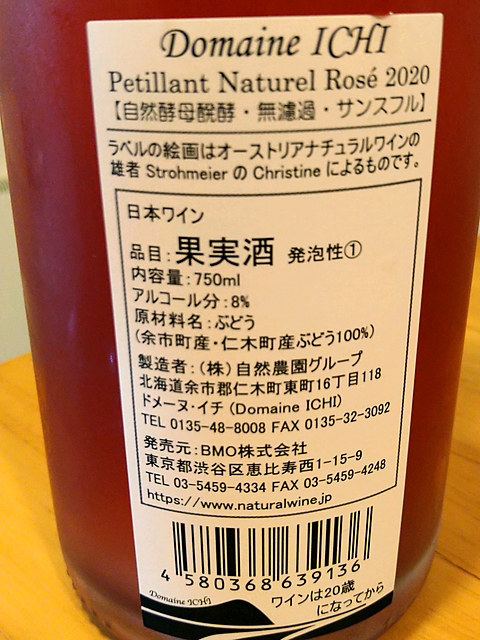 Domaine ICHI
Petillant Naturel Rosé 2020
【自然酵母醗酵・無濾過・サンスフル】
ラベルの絵画はオーストリアナチュラルワインの
雄者 Strohmeier の Christine によるものです。
日本ワイン
品目:果実酒 発泡性①
内容量:750ml
アルコール分:8%
原材料名:ぶどう
(余市町産・仁木町産ぶどう100%)
製造者:(株)自然農園グループ
北海道余市郡仁木町東町16丁目118
ドメーヌ・イチ (Domaine ICHI)
TEL 0135-48-8008 FAX 0135-32-3092
発売元:BMO株式会社
東京都渋谷区恵比寿西1-15-9
TEL 03-5459-4334 FAX 03-5459-4248
https://www.naturalwine.jp
4 580368 639136
Domaine ICHI
ワインは20歳
になってから